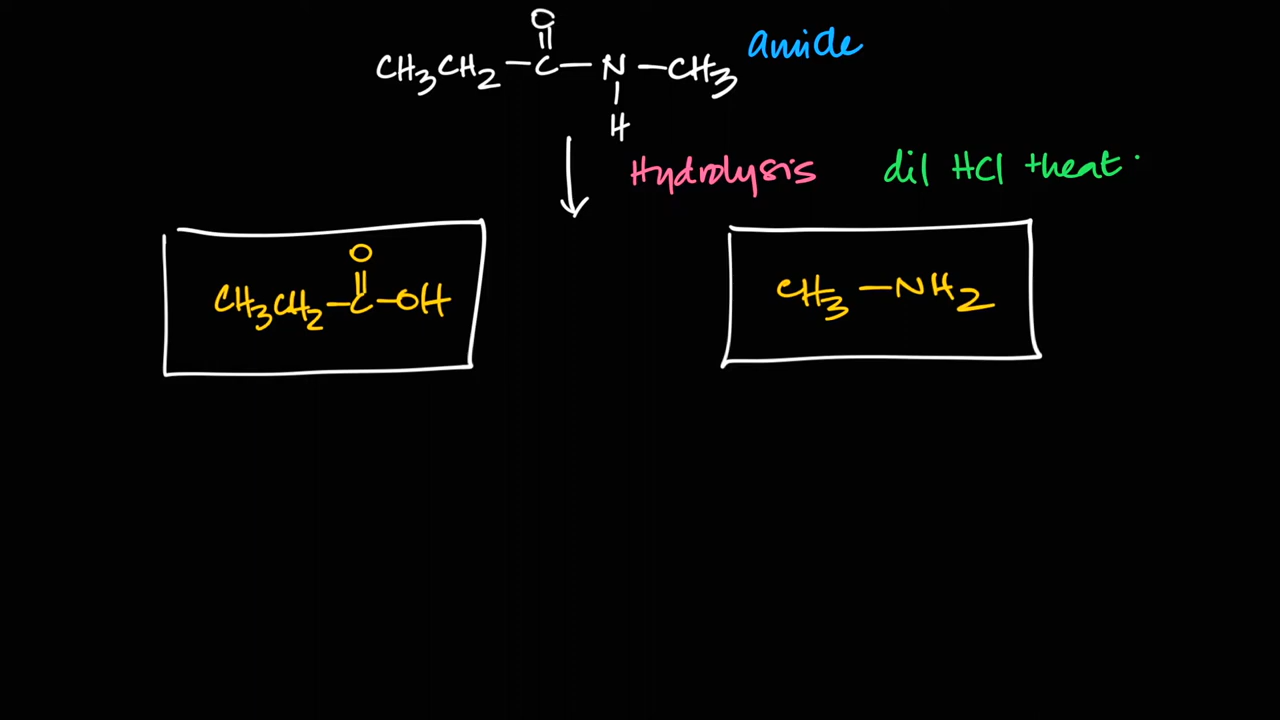 O
CH3CH2-C-N-CH3 amide
H
Hydrolysis dil HCl + heat.
O
CH3CH2-C-OH CH3-NH2